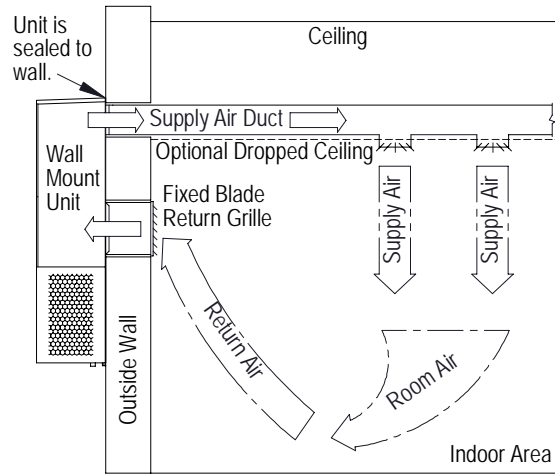 Unit is
sealed to
wall.
Ceiling
Supply Air Duct
Optional Dropped Ceiling
Wall
Mount
Unit
Fixed Blade
Return Grille
Supply Air
Supply Air
Return Air
Room Air
Outside Wall
Indoor Area